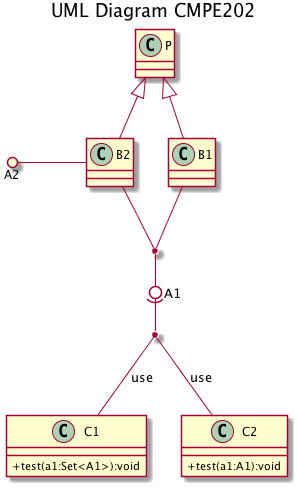 UML Diagram CMPE202
C P
C B2
C B1
A2
A1
use
use
C C1
+test(a1:Set<A1>):void
C C2
+test(a1:A1):void